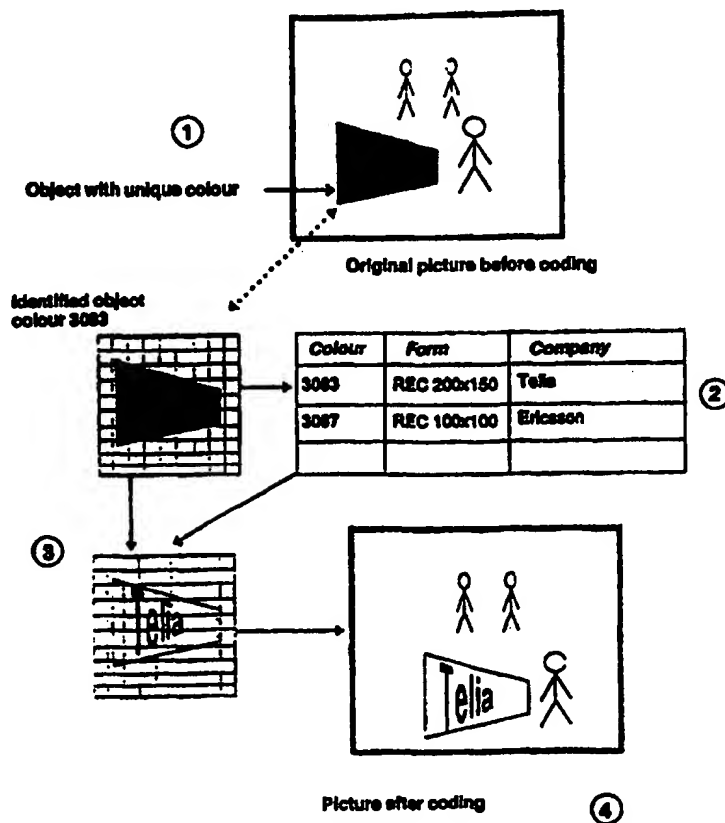 1
Object with unique colour
Original picture before coding
Identified object
colour 3083
Colour Form Company
3083 REC 200x150 Telia
3087 REC 100x100 Ericsson
2
3
Telia
Telia
Picture after coding
4